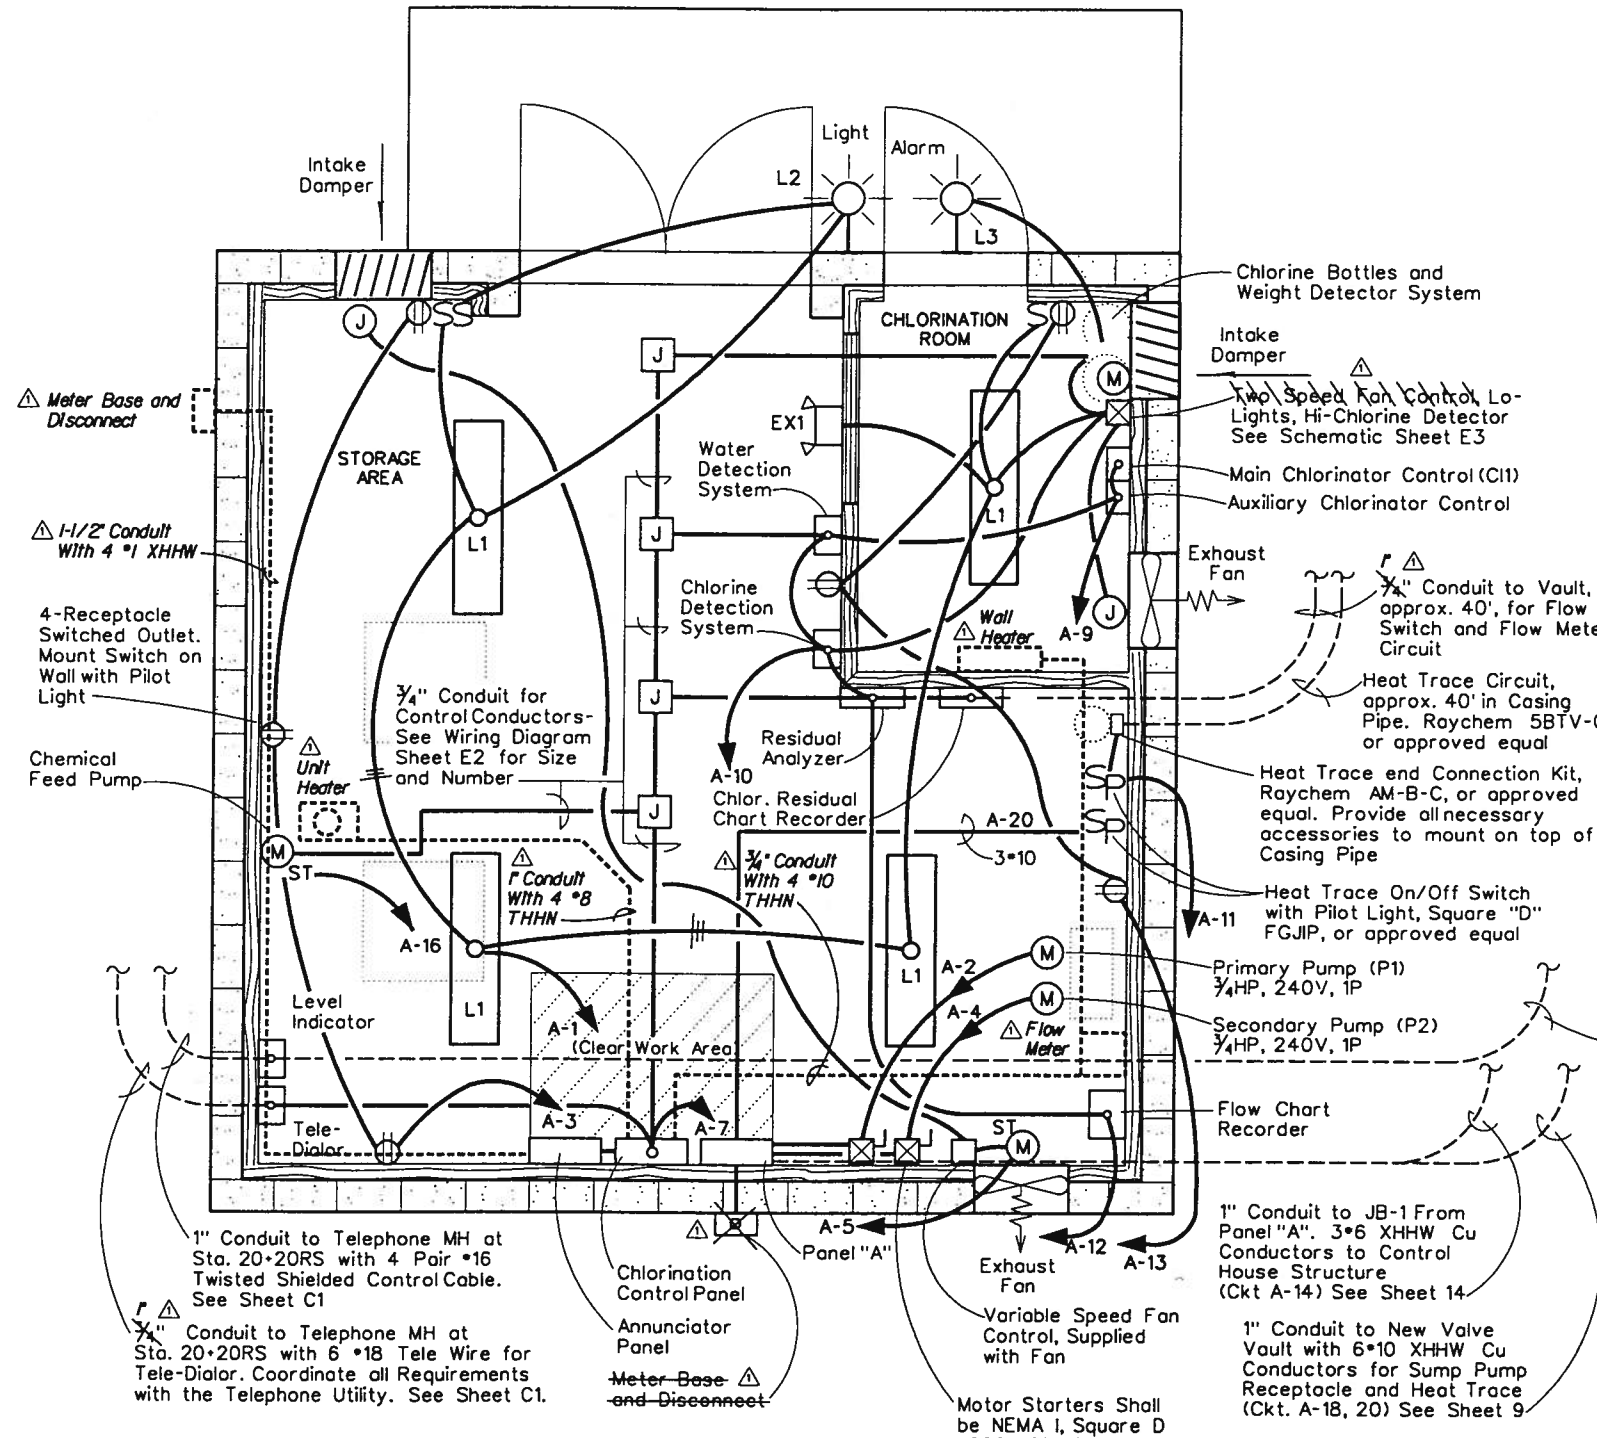 Light
Alarm
Intake
Damper
L2
L3
Chlorine Bottles and
Weight Detector System
CHLORINATION
ROOM
J
J
Intake
Damper
M
1 Meter Base and
Disconnect
1
Two Speed Fan Control, Lo-
Lights, Hi-Chlorine Detector
See Schematic Sheet E3
EX1
STORAGE
AREA
Water
Detection
System
Main Chlorinator Control (Cl1)
Auxiliary Chlorinator Control
L1
L1
J
1 1-1/2" Conduit
With 4 #1 XHHW
Exhaust
Fan
1" 1
3/4" Conduit to Vault,
approx. 40', for Flow
Switch and Flow Mete
Circuit
4-Receptacle
Switched Outlet.
Mount Switch on
Wall with Pilot
Light
Chlorine
Detection
System
A-9
J
1 Wall
Heater
Heat Trace Circuit,
approx. 40' in Casing
Pipe. Raychem 5BTV-C
or approved equal
3/4" Conduit for
Control Conductors-
See Wiring Diagram
Sheet E2 for Size
and Number
J
Residual
Analyzer
A-10
Chlor. Residual
Chart Recorder
Chemical
Feed Pump
1
Unit
Heater
Heat Trace end Connection Kit,
Raychem AM-B-C, or approved
equal. Provide all necessary
accessories to mount on top of
Casing Pipe
J
A-20
3#10
M
ST
1
1" Conduit
With 4 #8
THHN
1
3/4" Conduit
With 4 #10
THHN
Heat Trace On/Off Switch
with Pilot Light, Square "D"
FGJIP, or approved equal
A-11
A-16
L1
L1
A-2
M
Primary Pump (P1)
3/4HP, 240V, 1P
A-4
M
Secondary Pump (P2)
3/4HP, 240V, 1P
Level
Indicator
A-1
(Clear Work Area)
1 Flow
Meter
A-3
A-7
Tele-
Dialor
ST
M
Flow Chart
Recorder
1
A-5
Panel "A"
A-12
A-13
Exhaust
Fan
1" Conduit to Telephone MH at
Sta. 20+20RS with 4 Pair #16
Twisted Shielded Control Cable.
See Sheet C1
1" 1
3/4" Conduit to Telephone MH at
Sta. 20+20RS with 6 #18 Tele Wire for
Tele-Dialor. Coordinate all Requirements
with the Telephone Utility. See Sheet C1.
Chlorination
Control Panel
Annunciator
Panel
Meter Base 1
and Disconnect
Variable Speed Fan
Control, Supplied
with Fan
Motor Starters Shall
be NEMA 1, Square D
1" Conduit to JB-1 From
Panel "A". 3#6 XHHW Cu
Conductors to Control
House Structure
(Ckt A-14) See Sheet 14
1" Conduit to New Valve
Vault with 6#10 XHHW Cu
Conductors for Sump Pump
Receptacle and Heat Trace
(Ckt. A-18, 20) See Sheet 9